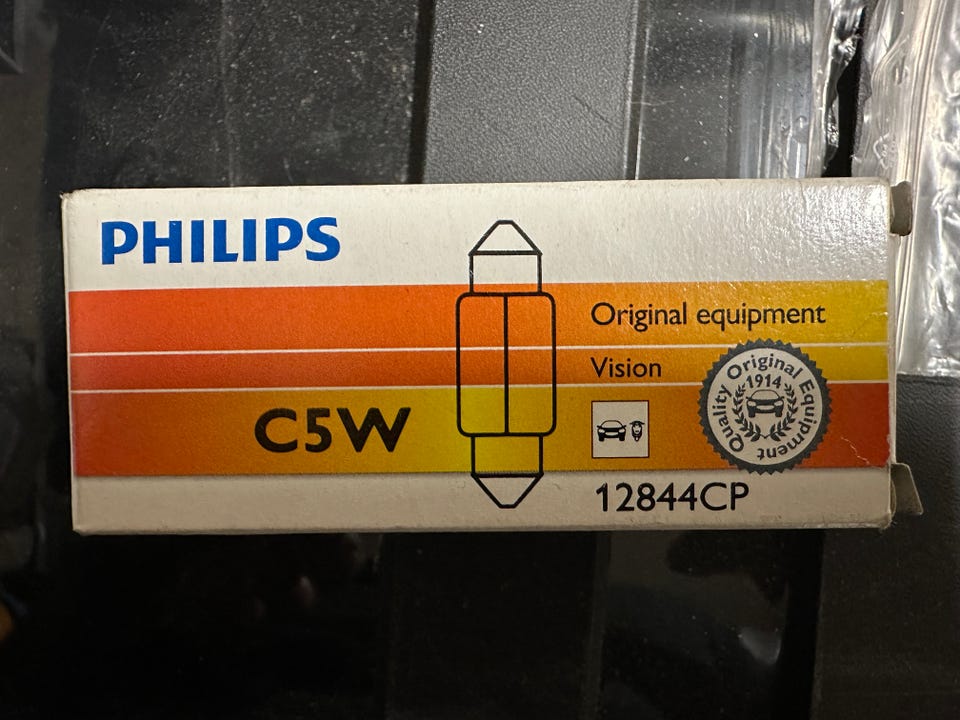 PHILIPS
Original equipment
Vision
C5W
Quality Original Equipment
1914
12844CP